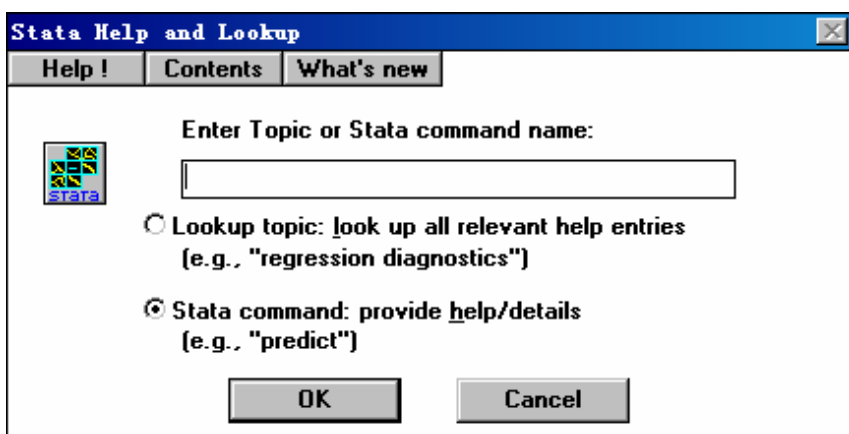 Stata Help and Lookup
Help ! Contents What's new
Enter Topic or Stata command name:
STATA
Lookup topic: look up all relevant help entries
(e.g., "regression diagnostics")
Stata command: provide help/details
(e.g., "predict")
OK Cancel